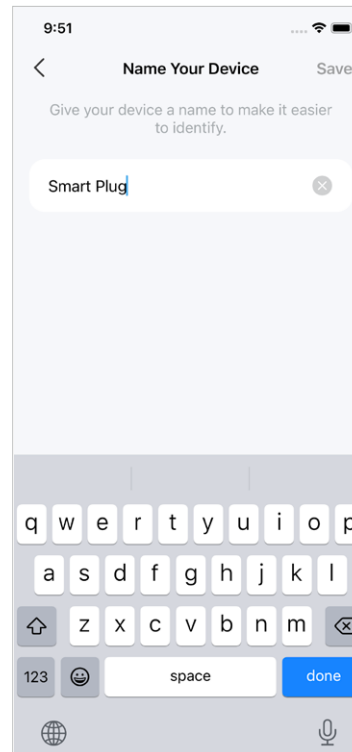 9:51
Name Your Device
Save
Give your device a name to make it easier
to identify.
Smart Plug
q w e r t y u i o p
a s d f g h j k l
z x c v b n m
123 space done